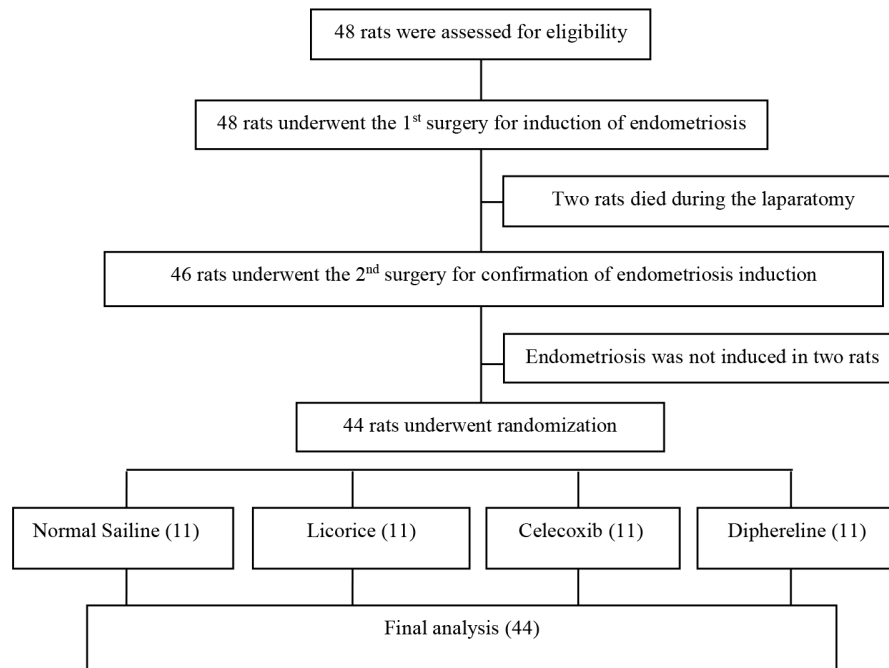 48 rats were assessed for eligibility
48 rats underwent the 1st surgery for induction of endometriosis
Two rats died during the laparatomy
46 rats underwent the 2nd surgery for confirmation of endometriosis induction
Endometriosis was not induced in two rats
44 rats underwent randomization
Normal Sailine (11)
Licorice (11)
Celecoxib (11)
Diphereline (11)
Final analysis (44)